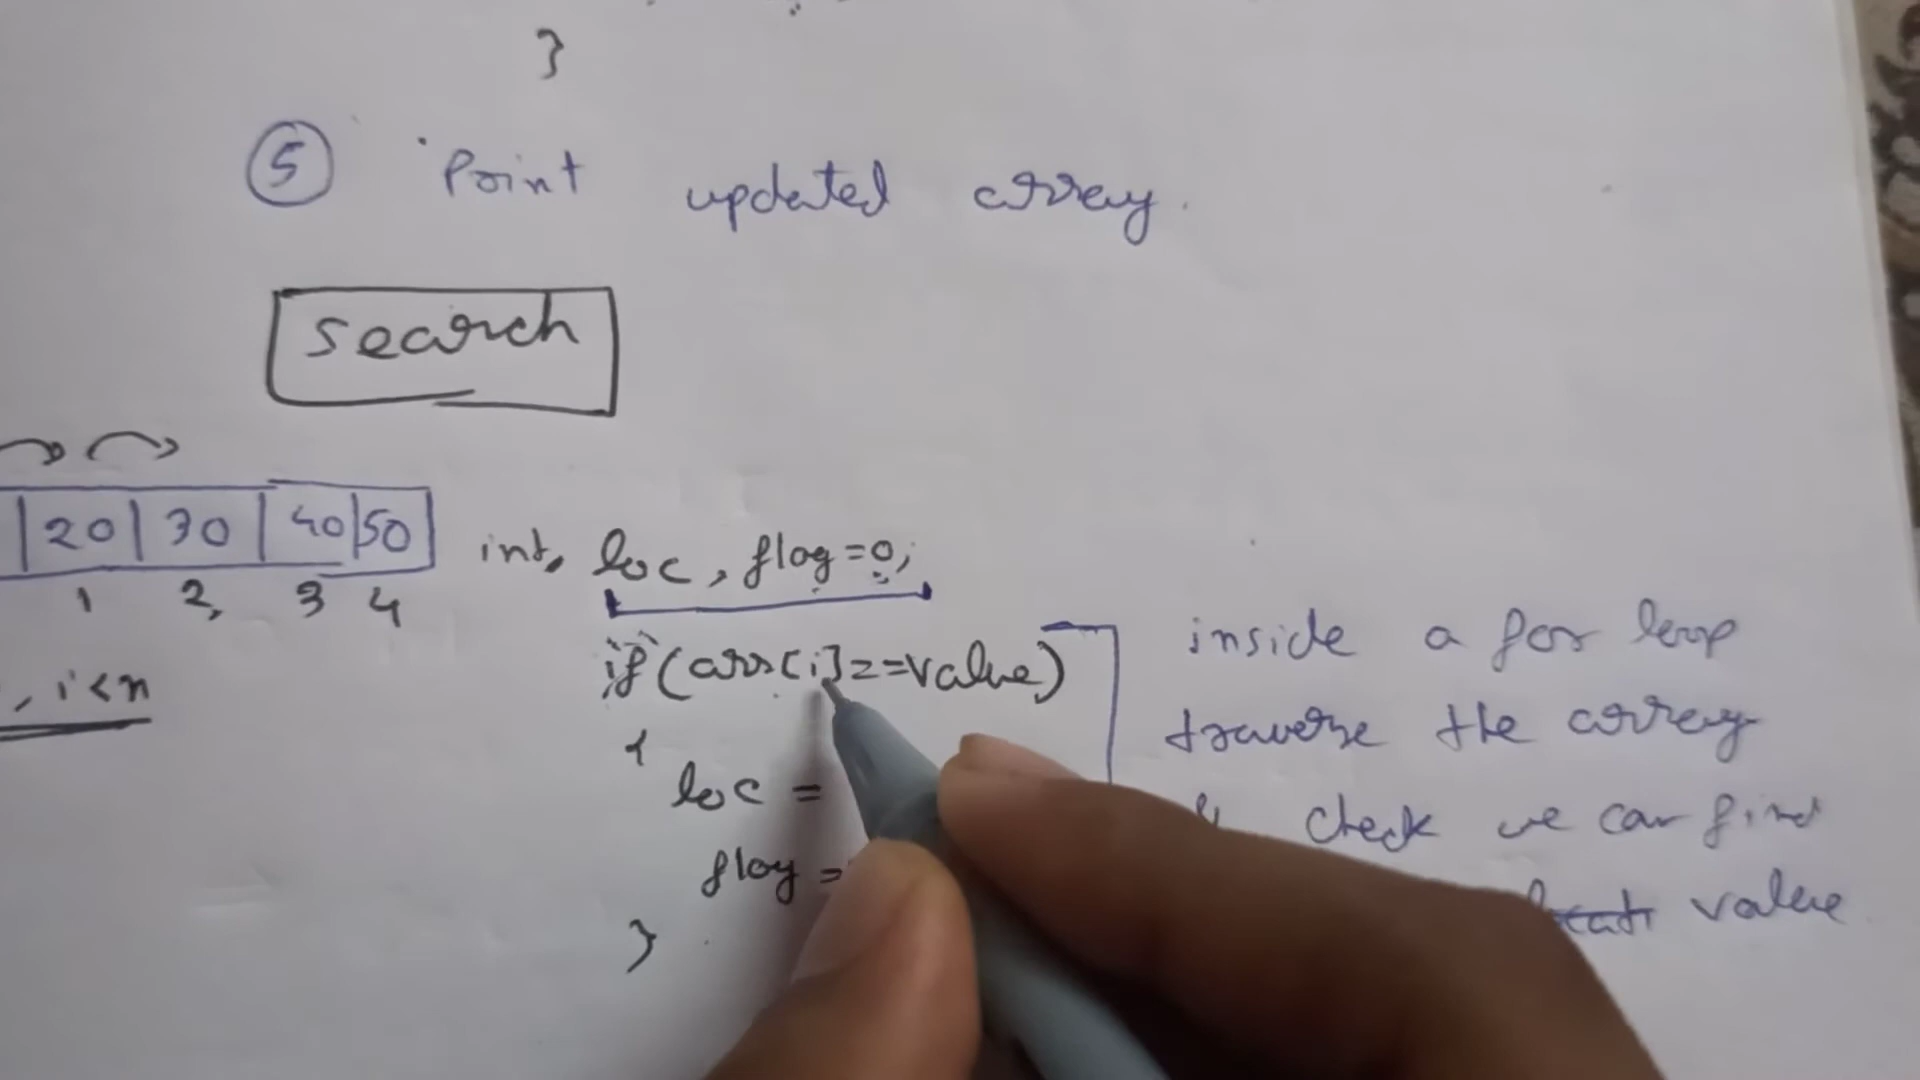 }
5 Print updated array.
search
20 30 40 50
1 2, 3 4
, i<n
int, loc, flag=0;
if (arr[i]==value)
{
loc =
flag =
}
inside a for loop
traverse the array
& check we can find
value